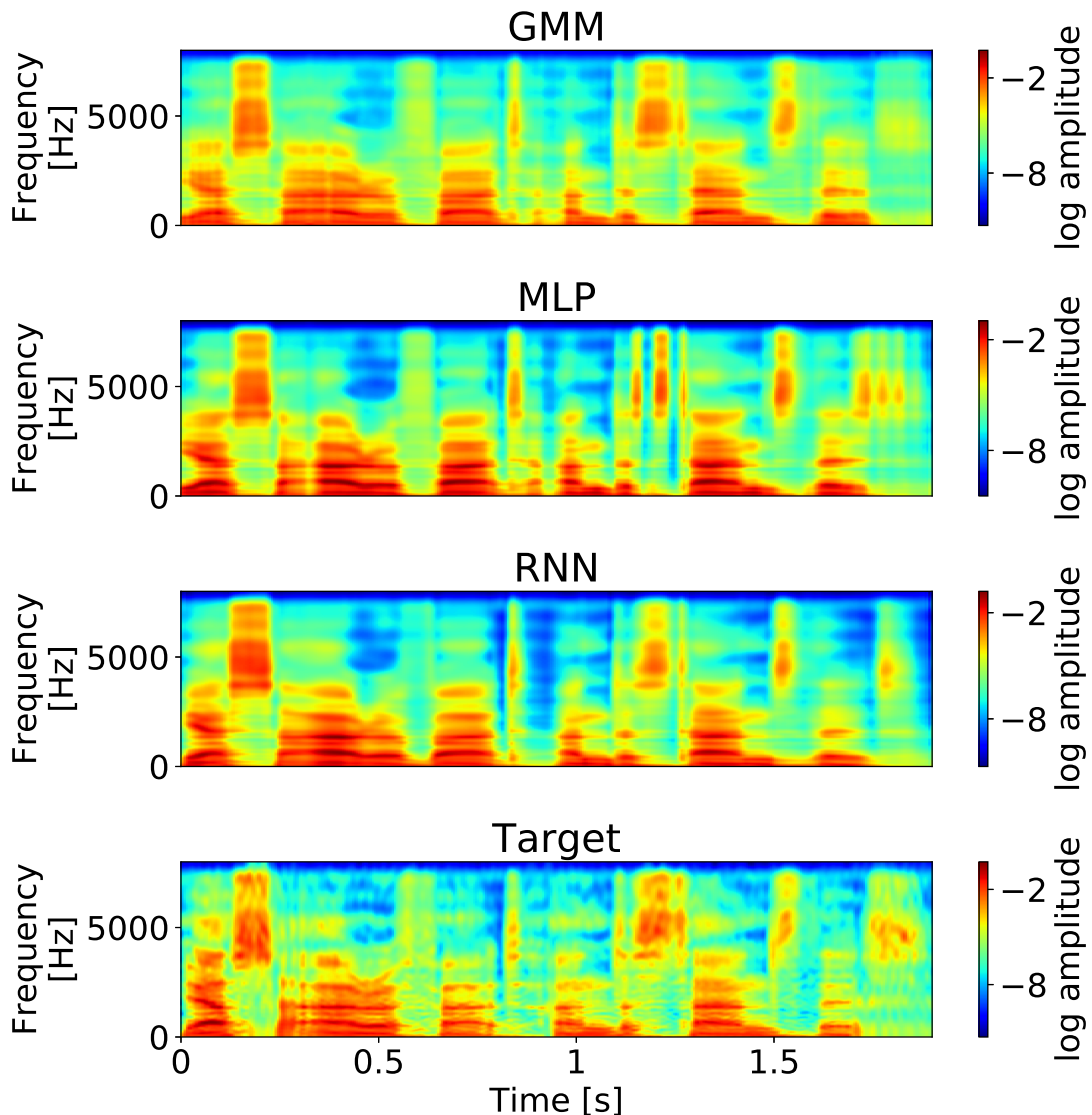 GMM
Frequency
[Hz]
5000
0
−2
−8
log amplitude
MLP
Frequency
[Hz]
5000
0
−2
−8
log amplitude
RNN
Frequency
[Hz]
5000
0
−2
−8
log amplitude
Target
Frequency
[Hz]
5000
0
−2
−8
log amplitude
0 0.5 1 1.5
Time [s]